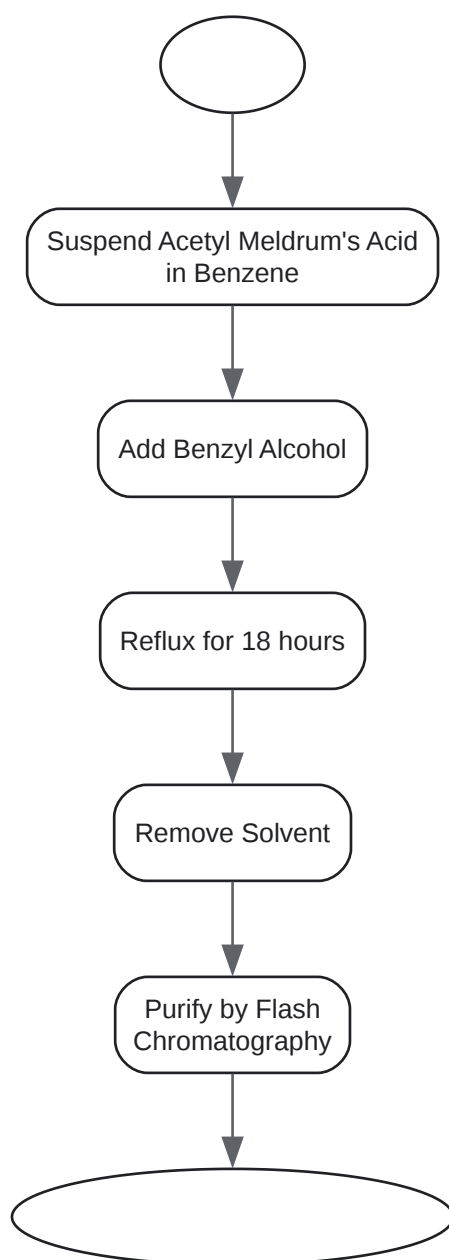 Suspend Acetyl Meldrum's Acid
in Benzene
Add Benzyl Alcohol
Reflux for 18 hours
Remove Solvent
Purify by Flash
Chromatography